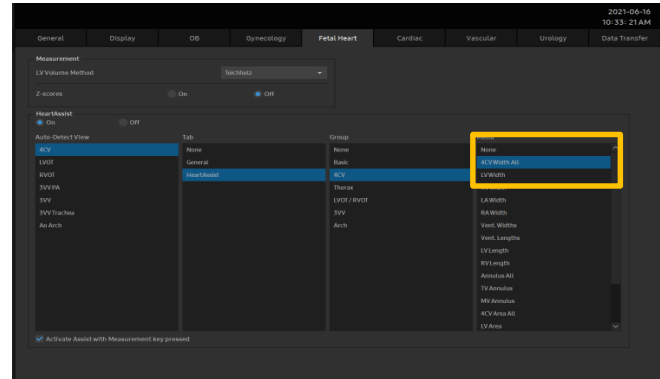 2021-06-16
10:33:21 AM
General Display OB Gynecology Fetal Heart Cardiac Vascular Urology Data Transfer
Measurement
LV Volume Method Teichholz
Z-scores On Off
HeartAssist
On Off
Auto-Detect View Tab Group
4CV None None None
LVOT General Basic 4CV Width All
RVOT HeartAssist 4CV LV Width
3VV PA Thorax
3VV LVOT / RVOT LA Width
3VV Trachea 3VV RA Width
Ao Arch Arch Vent. Widths
Vent. Lengths
LV Length
RV Length
Annulus All
TV Annulus
MV Annulus
4CV Area All
LV Area
Activate Assist with Measurement key pressed